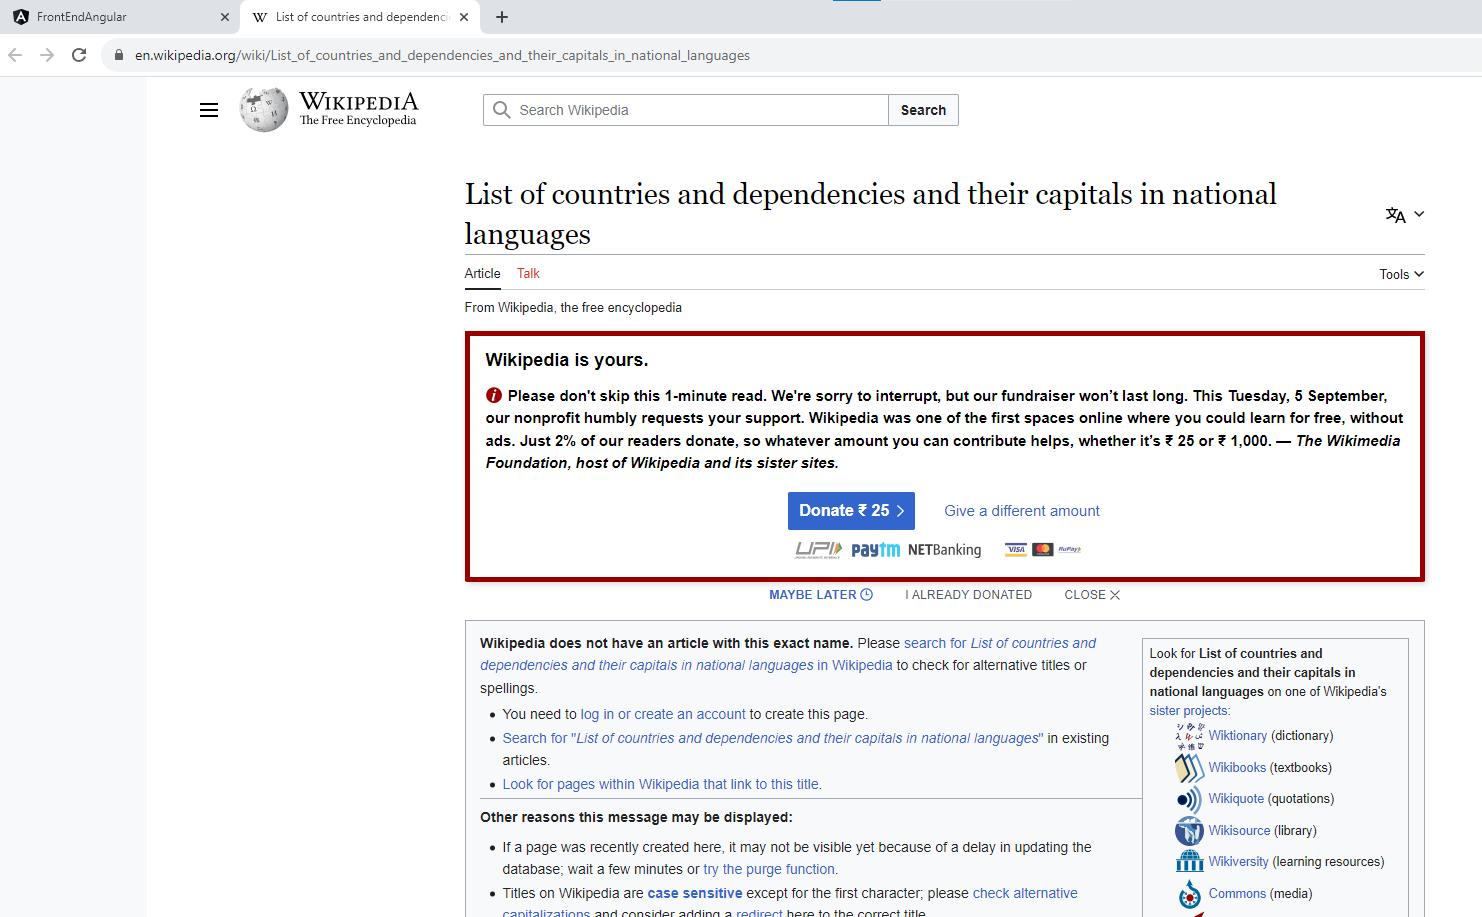 FrontEndAngular
List of countries and dependenci
en.wikipedia.org/wiki/List_of_countries_and_dependencies_and_their_capitals_in_national_languages
WIKIPEDIA
The Free Encyclopedia
Search Wikipedia
Search
List of countries and dependencies and their capitals in national
languages
Article Talk
Tools
From Wikipedia, the free encyclopedia
Wikipedia is yours.
Please don't skip this 1-minute read. We're sorry to interrupt, but our fundraiser won’t last long. This Tuesday, 5 September,
our nonprofit humbly requests your support. Wikipedia was one of the first spaces online where you could learn for free, without
ads. Just 2% of our readers donate, so whatever amount you can contribute helps, whether it’s ₹ 25 or ₹ 1,000. — The Wikimedia
Foundation, host of Wikipedia and its sister sites.
Donate ₹ 25
Give a different amount
UPI paytm NETBanking VISA RuPay
MAYBE LATER I ALREADY DONATED CLOSE
Wikipedia does not have an article with this exact name. Please search for List of countries and
dependencies and their capitals in national languages in Wikipedia to check for alternative titles or
spellings.
You need to log in or create an account to create this page.
Search for "List of countries and dependencies and their capitals in national languages" in existing
articles.
Look for pages within Wikipedia that link to this title.
Other reasons this message may be displayed:
If a page was recently created here, it may not be visible yet because of a delay in updating the
database; wait a few minutes or try the purge function.
Titles on Wikipedia are case sensitive except for the first character; please check alternative
capitalizations and consider adding a redirect here to the correct title.
Look for List of countries and
dependencies and their capitals in
national languages on one of Wikipedia's
sister projects:
Wiktionary (dictionary)
Wikibooks (textbooks)
Wikiquote (quotations)
Wikisource (library)
Wikiversity (learning resources)
Commons (media)